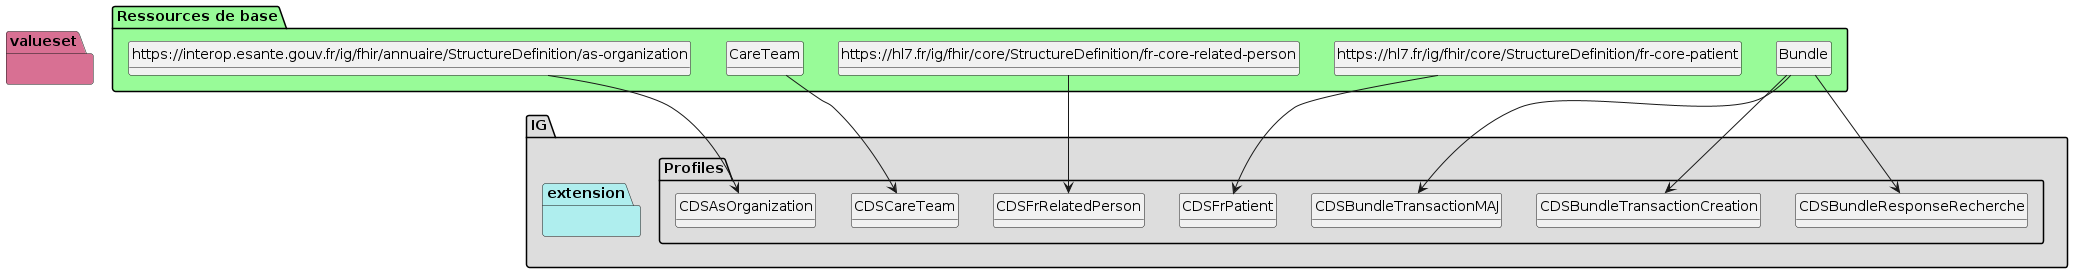 Ressources de base
valueset
https://interop.esante.gouv.fr/ig/fhir/annuaire/StructureDefinition/as-organization
CareTeam
https://hl7.fr/ig/fhir/core/StructureDefinition/fr-core-related-person
https://hl7.fr/ig/fhir/core/StructureDefinition/fr-core-patient
Bundle
IG
Profiles
extension
CDSAsOrganization
CDSCareTeam
CDSFrRelatedPerson
CDSFrPatient
CDSBundleTransactionMAJ
CDSBundleTransactionCreation
CDSBundleResponseRecherche